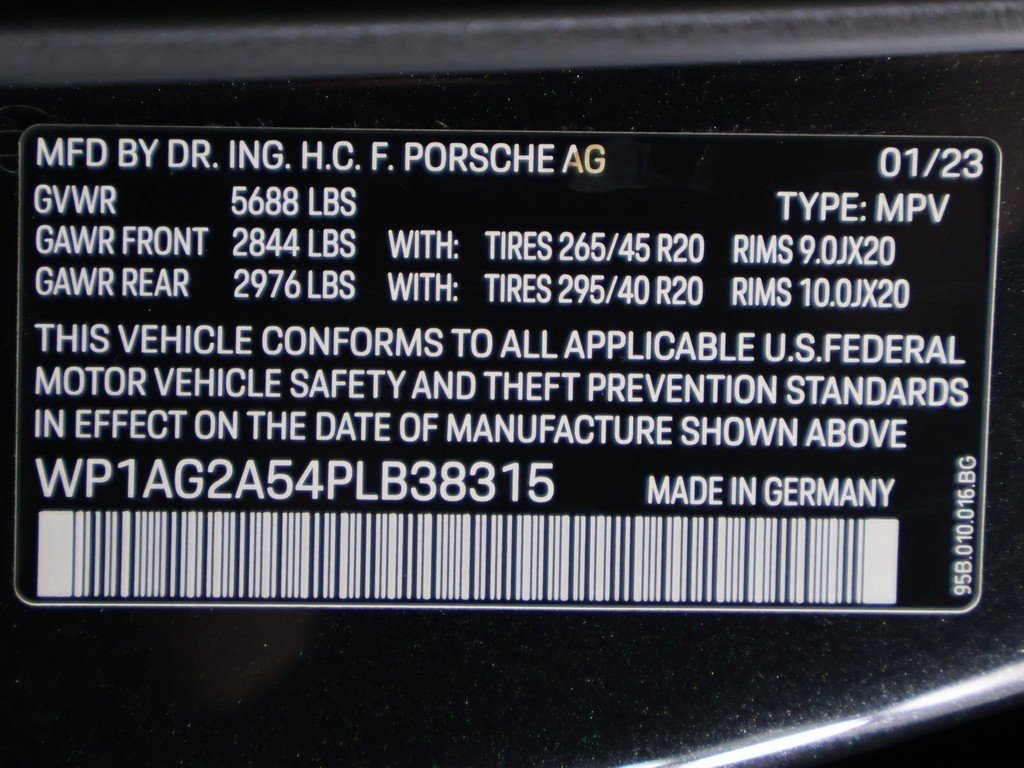 MFD BY DR. ING. H.C. F. PORSCHE AG 01/23
GVWR 5688 LBS TYPE: MPV
GAWR FRONT 2844 LBS WITH: TIRES 265/45 R20 RIMS 9.0JX20
GAWR REAR 2976 LBS WITH: TIRES 295/40 R20 RIMS 10.0JX20
THIS VEHICLE CONFORMS TO ALL APPLICABLE U.S.FEDERAL
MOTOR VEHICLE SAFETY AND THEFT PREVENTION STANDARDS
IN EFFECT ON THE DATE OF MANUFACTURE SHOWN ABOVE
WP1AG2A54PLB38315 MADE IN GERMANY
95B.010.016.BG